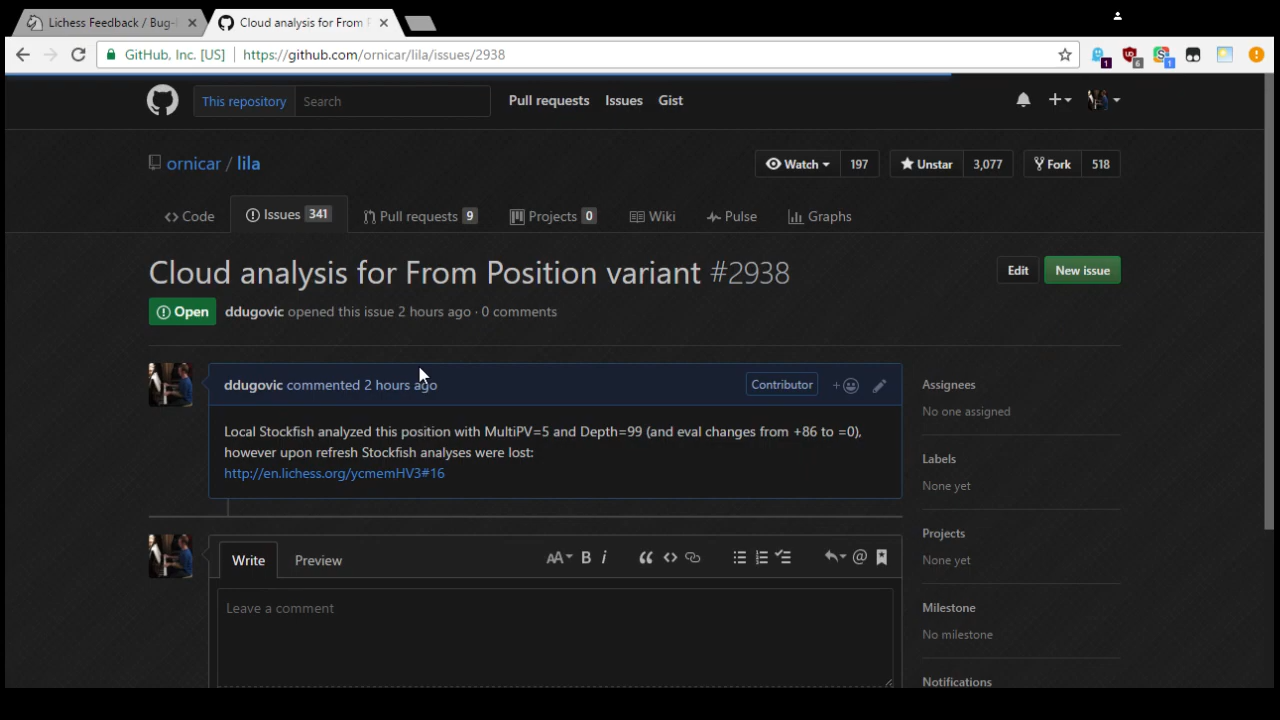 Lichess Feedback / Bug-
Cloud analysis for From P
GitHub, Inc. [US]
https://github.com/ornicar/lila/issues/2938
1
6
1
This repository
Search
Pull requests
Issues
Gist
ornicar / lila
Watch
197
Unstar
3,077
Fork
518
Code
Issues 341
Pull requests 9
Projects 0
Wiki
Pulse
Graphs
Cloud analysis for From Position variant #2938
Edit
New issue
Open
ddugovic opened this issue 2 hours ago · 0 comments
ddugovic commented 2 hours ago
Contributor
Local Stockfish analyzed this position with MultiPV=5 and Depth=99 (and eval changes from +86 to =0),
however upon refresh Stockfish analyses were lost:
http://en.lichess.org/ycmemHV3#16
Assignees
No one assigned
Labels
None yet
Projects
None yet
Milestone
No milestone
Notifications
Write
Preview
AA
B
i
Leave a comment